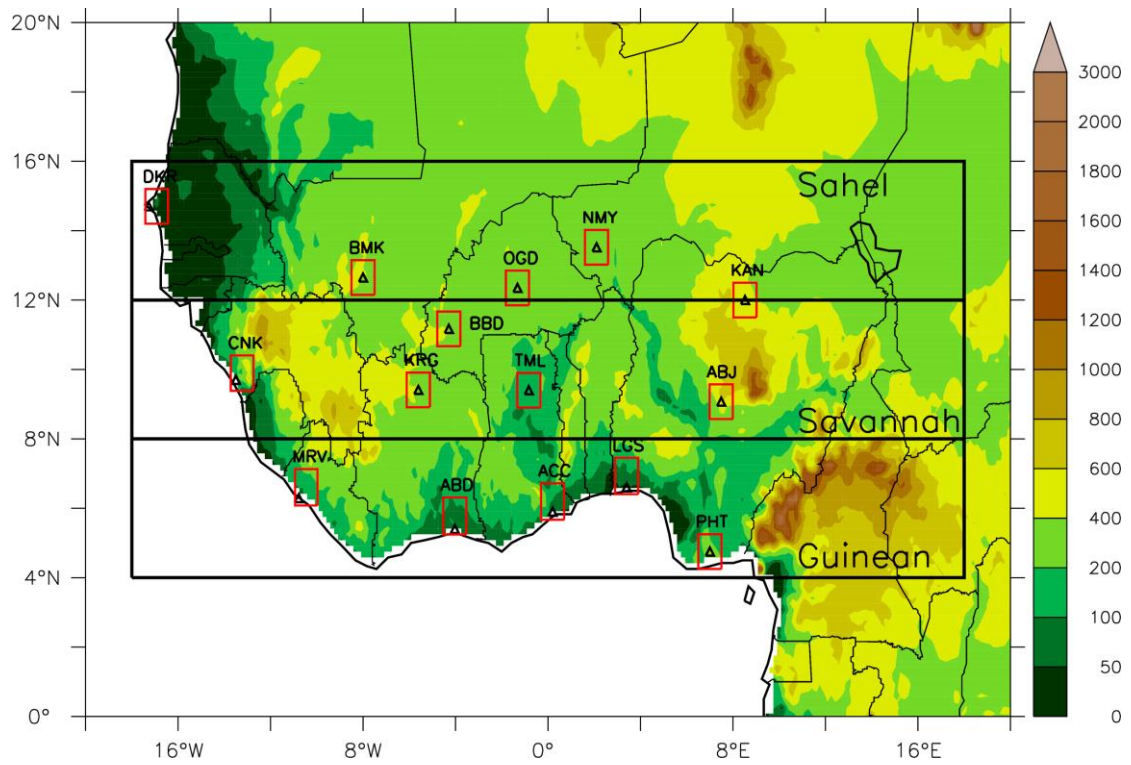 20°N
3000
2000
16°N
DKR
Sahel
1800
NMY
1600
BMK
OGD
1400
KAN
12°N
1200
BBD
CNK
1000
KRG
TML
ABJ
800
8°N
Savannah
600
MRV
LGS
ABD
ACC
400
PHT
Guinean
4°N
200
100
50
0°
0
16°W
8°W
0°
8°E
16°E